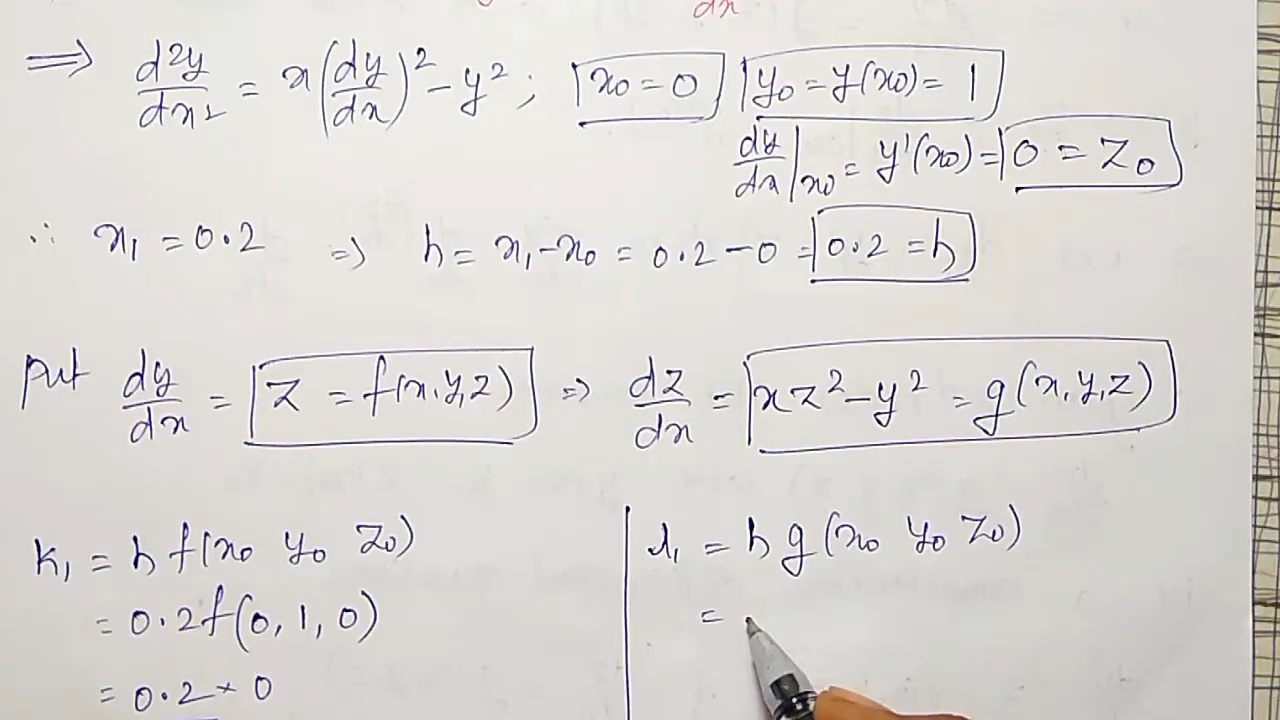 dx
⟹ d²y/dx² = x(dy/dx)² - y² ; x₀ = 0 y₀ = y(x₀) = 1
dy/dx|x₀ = y'(x₀) = 0 = z₀
∴ x₁ = 0.2 ⇒ h = x₁ - x₀ = 0.2 - 0 = 0.2 = h
Put dy/dx = z = f(x,y,z) ⇒ dz/dx = xz² - y² = g(x,y,z)
K₁ = h f(x₀ y₀ z₀)
= 0.2f(0, 1, 0)
= 0.2 × 0
l₁ = h g(x₀ y₀ z₀)
=